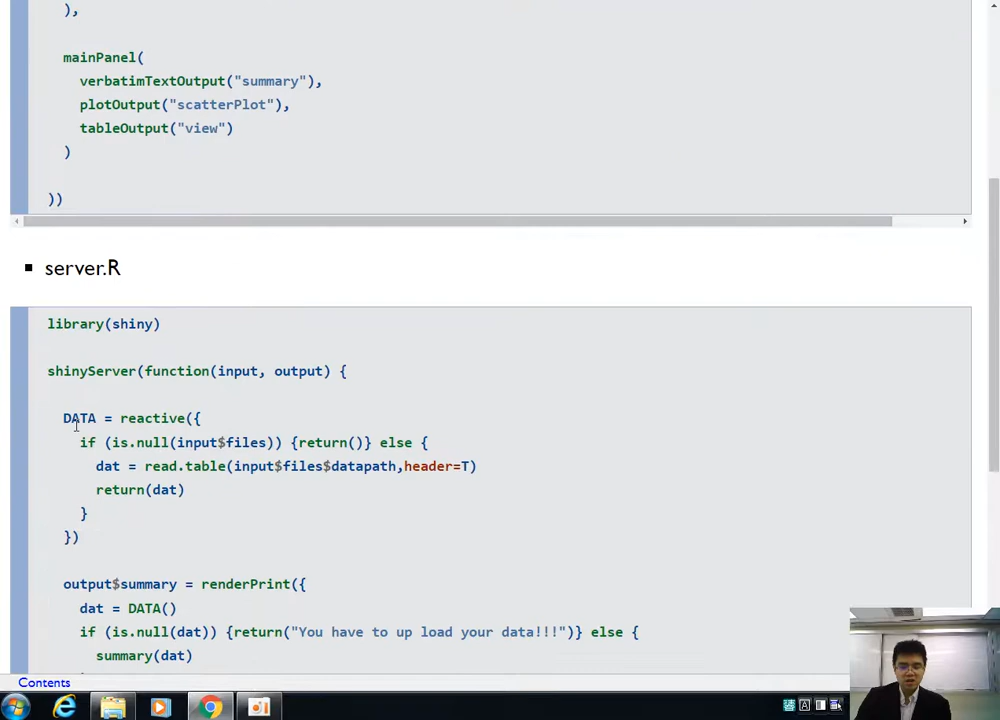 ),
mainPanel(
verbatimTextOutput("summary"),
plotOutput("scatterPlot"),
tableOutput("view")
)
))
server.R
library(shiny)
shinyServer(function(input, output) {
DATA = reactive({
if (is.null(input$files)) {return()} else {
dat = read.table(input$files$datapath,header=T)
return(dat)
}
})
output$summary = renderPrint({
dat = DATA()
if (is.null(dat)) {return("You have to up load your data!!!")} else {
summary(dat)
Contents